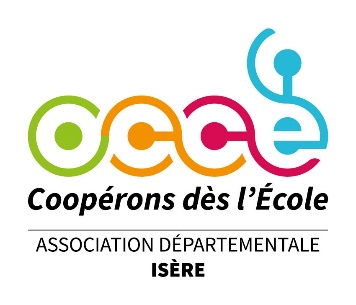 occe
Coopérons dès l'École
ASSOCIATION DÉPARTEMENTALE
ISÈRE